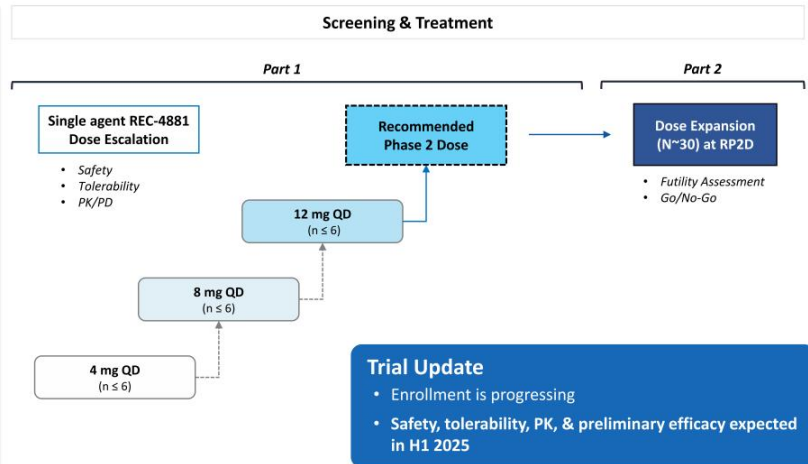 Screening & Treatment
Part 1
Part 2
Single agent REC-4881
Dose Escalation
• Safety
• Tolerability
• PK/PD
Recommended
Phase 2 Dose
Dose Expansion
(N~30) at RP2D
• Futility Assessment
• Go/No-Go
12 mg QD
(n ≤ 6)
8 mg QD
(n ≤ 6)
4 mg QD
(n ≤ 6)
Trial Update
• Enrollment is progressing
• Safety, tolerability, PK, & preliminary efficacy expected
in H1 2025